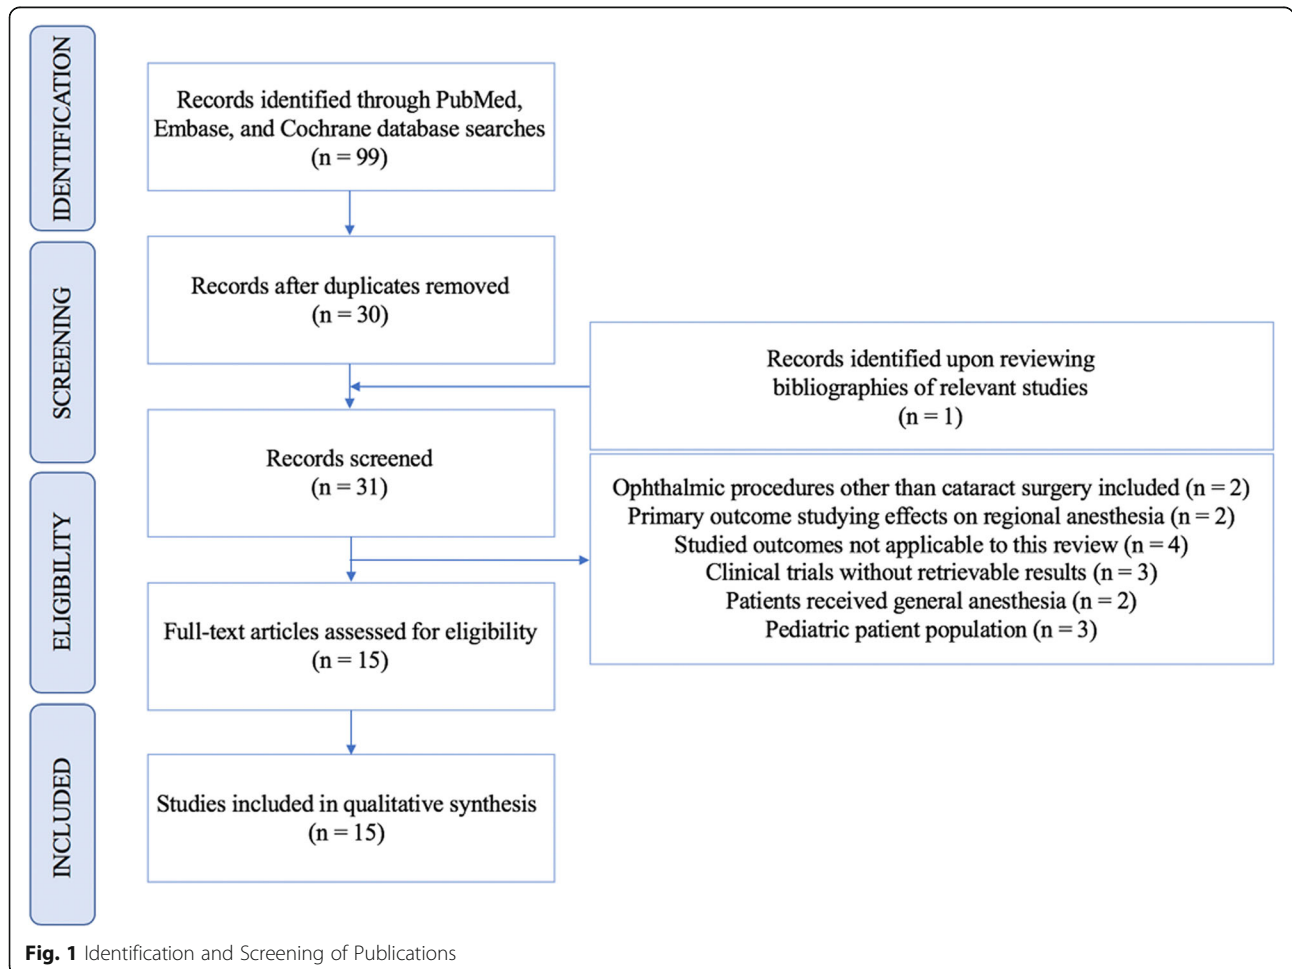 IDENTIFICATION
Records identified through PubMed,
Embase, and Cochrane database searches
(n = 99)
SCREENING
Records after duplicates removed
(n = 30)
Records identified upon reviewing
bibliographies of relevant studies
(n = 1)
Records screened
(n = 31)
ELIGIBILITY
Ophthalmic procedures other than cataract surgery included (n = 2)
Primary outcome studying effects on regional anesthesia (n = 2)
Studied outcomes not applicable to this review (n = 4)
Clinical trials without retrievable results (n = 3)
Patients received general anesthesia (n = 2)
Pediatric patient population (n = 3)
Full-text articles assessed for eligibility
(n = 15)
INCLUDED
Studies included in qualitative synthesis
(n = 15)
Fig. 1 Identification and Screening of Publications